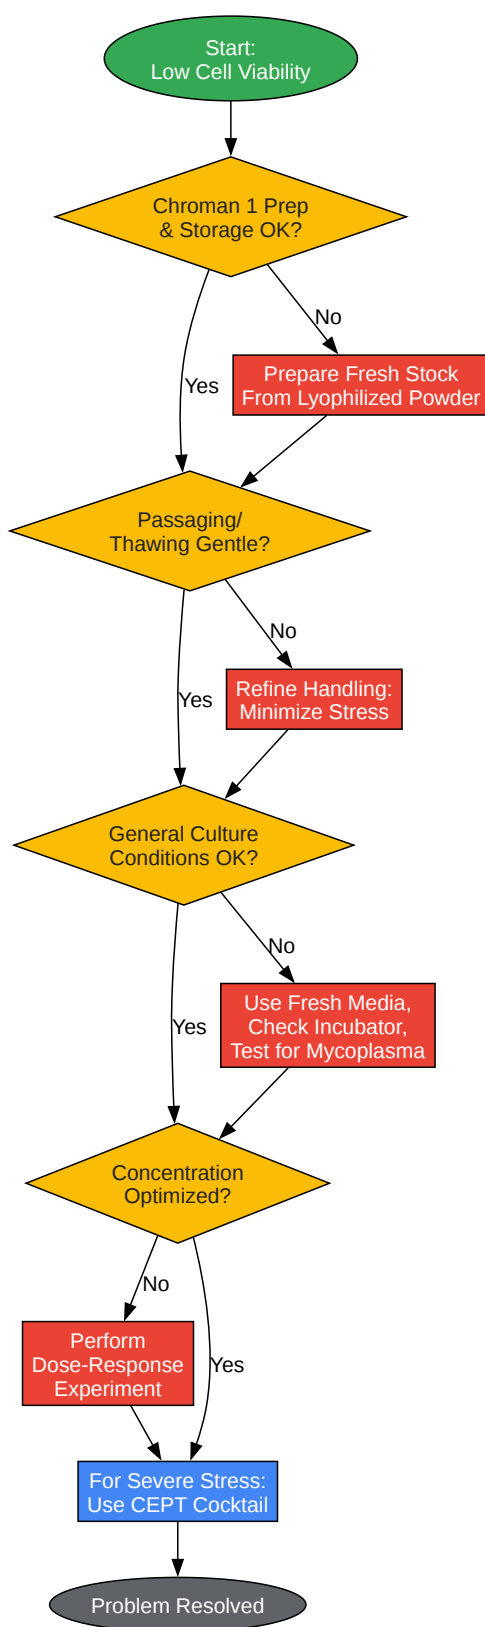 Start:
Low Cell Viability
Chroman 1 Prep
& Storage OK?
No
Yes
Prepare Fresh Stock
From Lyophilized Powder
Passaging/
Thawing Gentle?
No
Yes
Refine Handling:
Minimize Stress
General Culture
Conditions OK?
No
Yes
Use Fresh Media,
Check Incubator,
Test for Mycoplasma
Concentration
Optimized?
No
Yes
Perform
Dose-Response
Experiment
For Severe Stress:
Use CEPT Cocktail
Problem Resolved